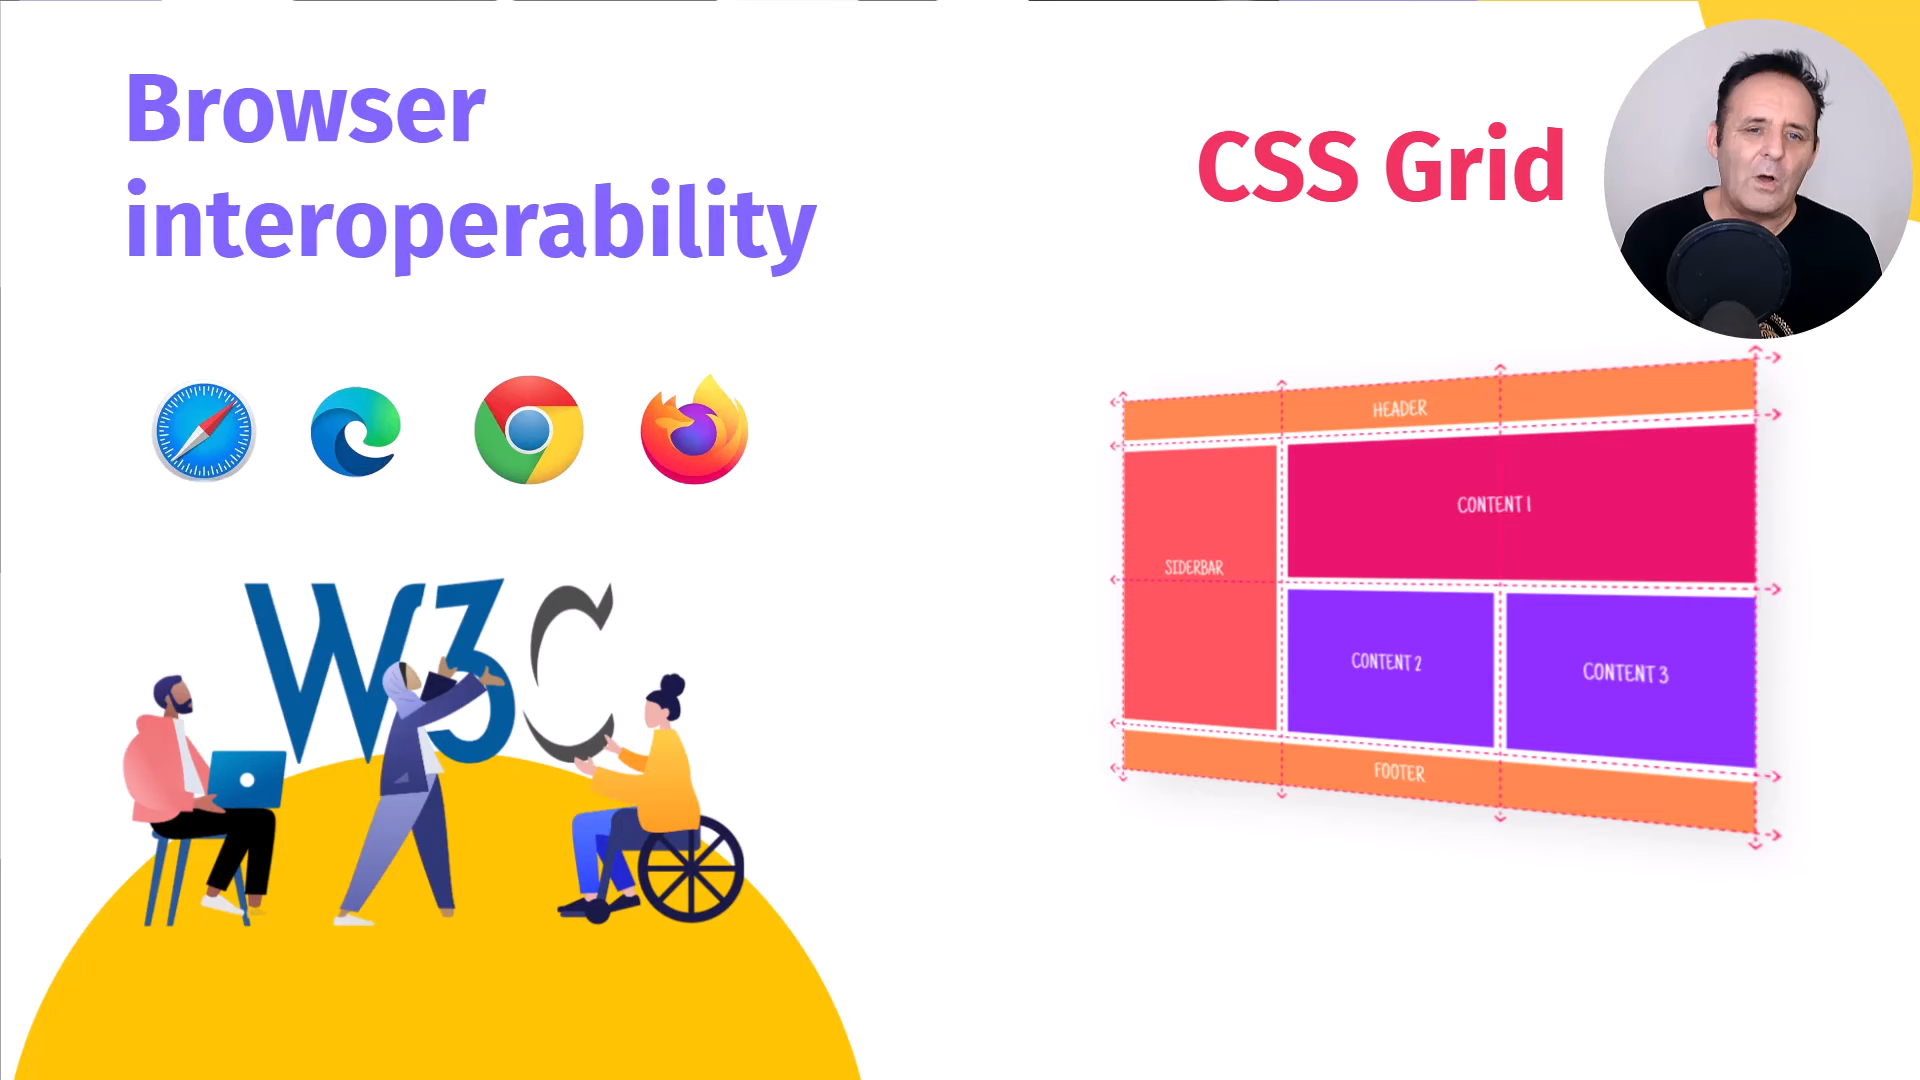 Browser
interoperability
CSS Grid
HEADER
CONTENT 1
SIDERBAR
CONTENT 2
CONTENT 3
FOOTER
W3C